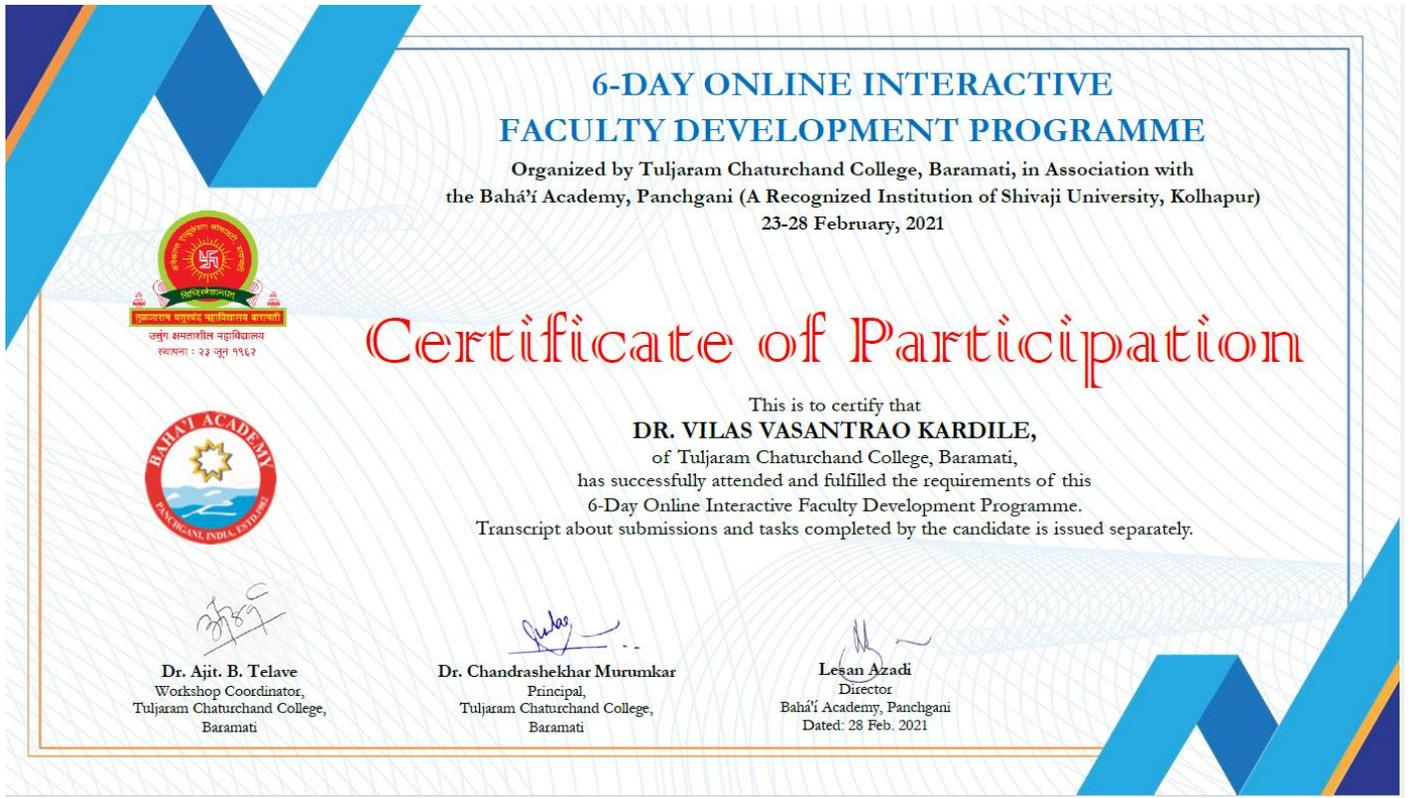 6-DAY ONLINE INTERACTIVE
FACULTY DEVELOPMENT PROGRAMME
Organized by Tuljaram Chaturchand College, Baramati, in Association with
the Bahá'í Academy, Panchgani (A Recognized Institution of Shivaji University, Kolhapur)
23-28 February, 2021
तुळजाराम चतुरचंद महाविद्यालय बारामती
उत्तुंग क्षमताशील महाविद्यालय
स्थापना : २३ जून १९६२
Certificate of Participation
BAHA'I ACADEMY
PANCHGANI, INDIA, ESTD.1982
This is to certify that
DR. VILAS VASANTRAO KARDILE,
of Tuljaram Chaturchand College, Baramati,
has successfully attended and fulfilled the requirements of this
6-Day Online Interactive Faculty Development Programme.
Transcript about submissions and tasks completed by the candidate is issued separately.
Dr. Ajit. B. Telave
Workshop Coordinator,
Tuljaram Chaturchand College,
Baramati
Dr. Chandrashekhar Murumkar
Principal,
Tuljaram Chaturchand College,
Baramati
Lesan Azadi
Director
Bahá'í Academy, Panchgani
Dated: 28 Feb. 2021